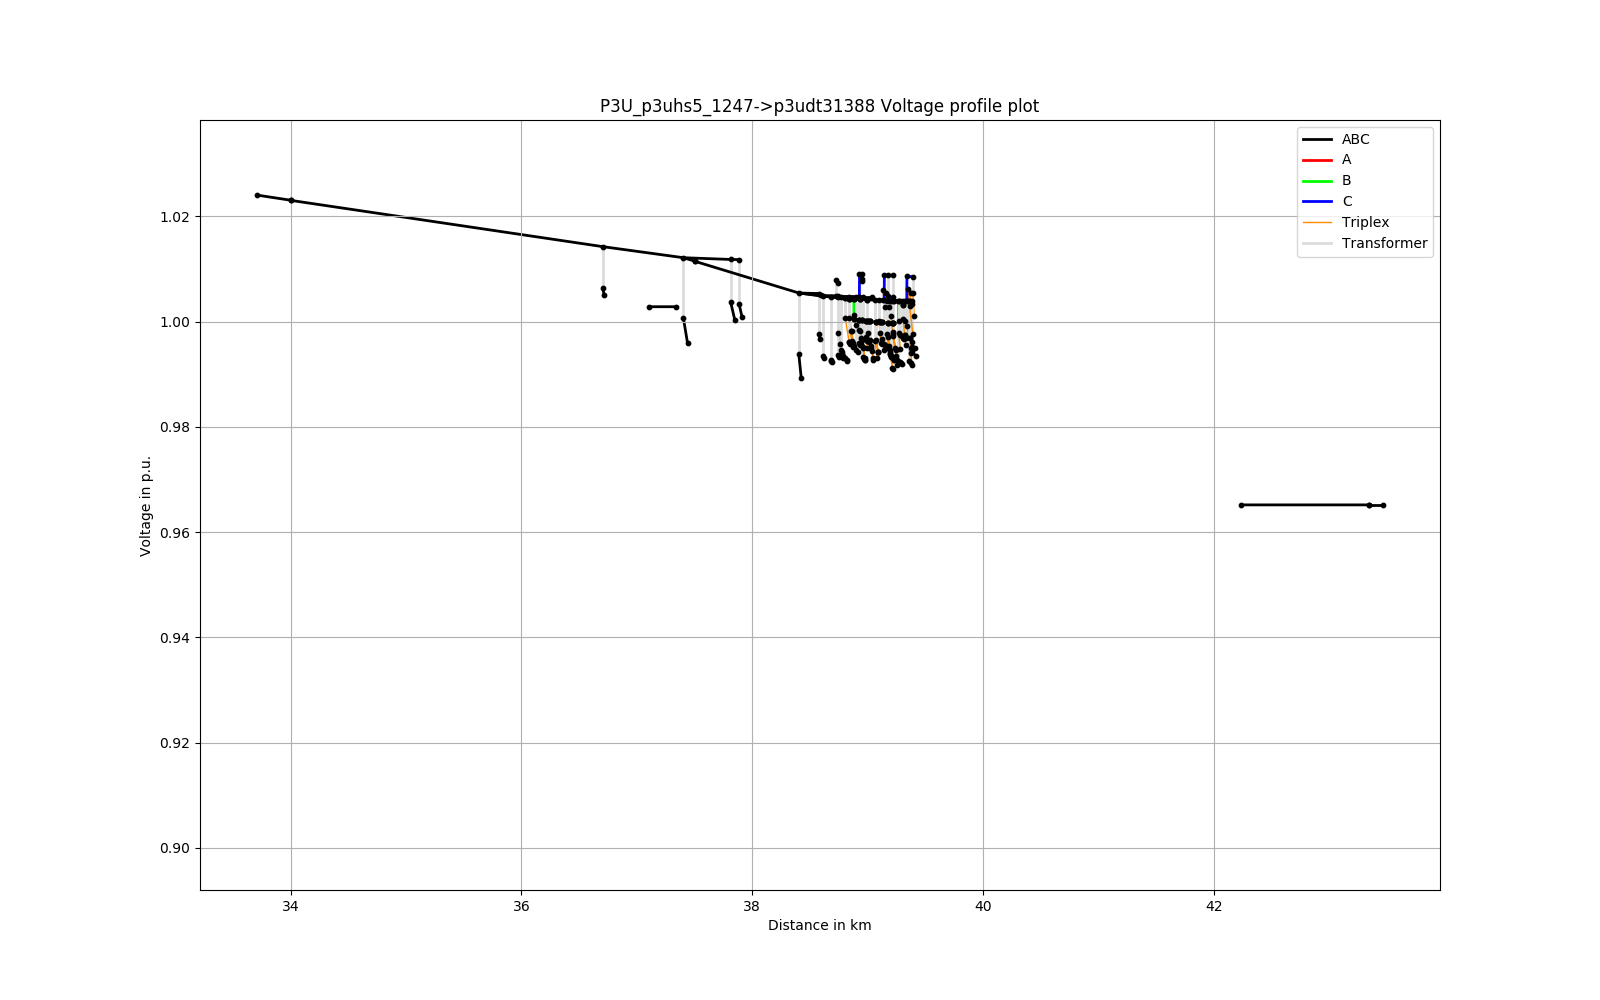 P3U_p3uhs5_1247->p3udt31388 Voltage profile plot
ABC
A
B
C
Triplex
Transformer
1.02
1.00
0.98
0.96
0.94
0.92
0.90
Voltage in p.u.
34
36
38
40
42
Distance in km